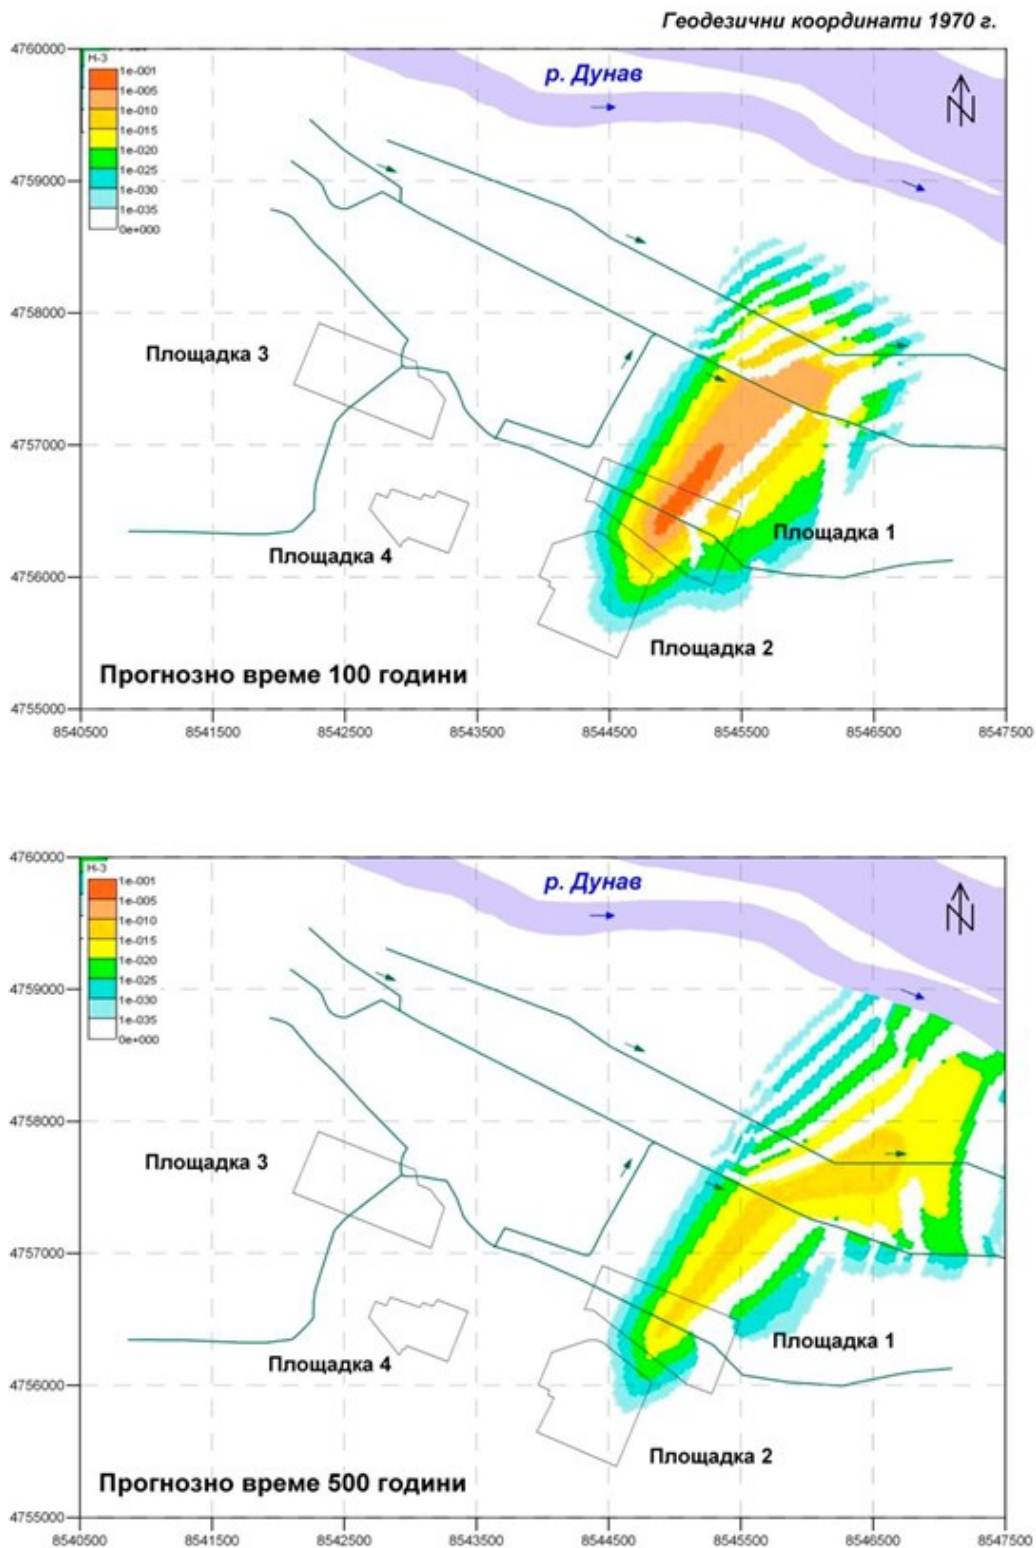 Геодезични координати 1970 г.
4760000
H-3
1e-001
1e-005
1e-010
1e-015
1e-020
1e-025
1e-030
1e-035
0e+000
р. Дунав
N
4759000
4758000
Площадка 3
4757000
Площадка 1
Площадка 4
4756000
Площадка 2
Прогнозно време 100 години
4755000
8540500 8541500 8542500 8543500 8544500 8545500 8546500 8547500
4760000
H-3
1e-001
1e-005
1e-010
1e-015
1e-020
1e-025
1e-030
1e-035
0e+000
р. Дунав
N
4759000
4758000
Площадка 3
4757000
Площадка 1
Площадка 4
4756000
Площадка 2
Прогнозно време 500 години
4755000
8540500 8541500 8542500 8543500 8544500 8545500 8546500 8547500